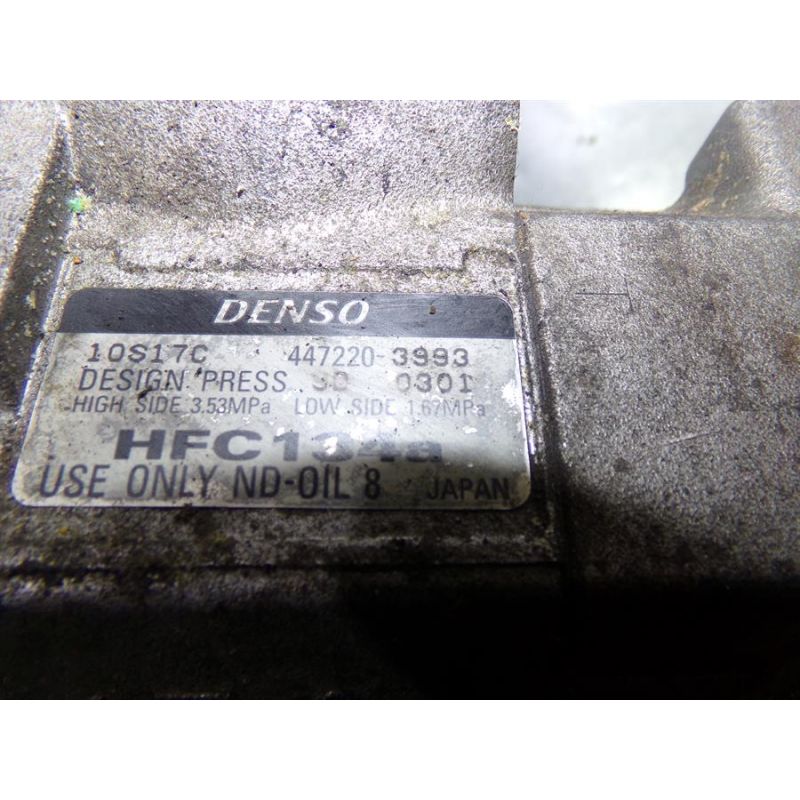 DENSO
10S17C 447220-3993
DESIGN PRESS 0301
HIGH SIDE 3.53MPa LOW SIDE 1.67MPa
HFC134a
USE ONLY ND-OIL 8 JAPAN